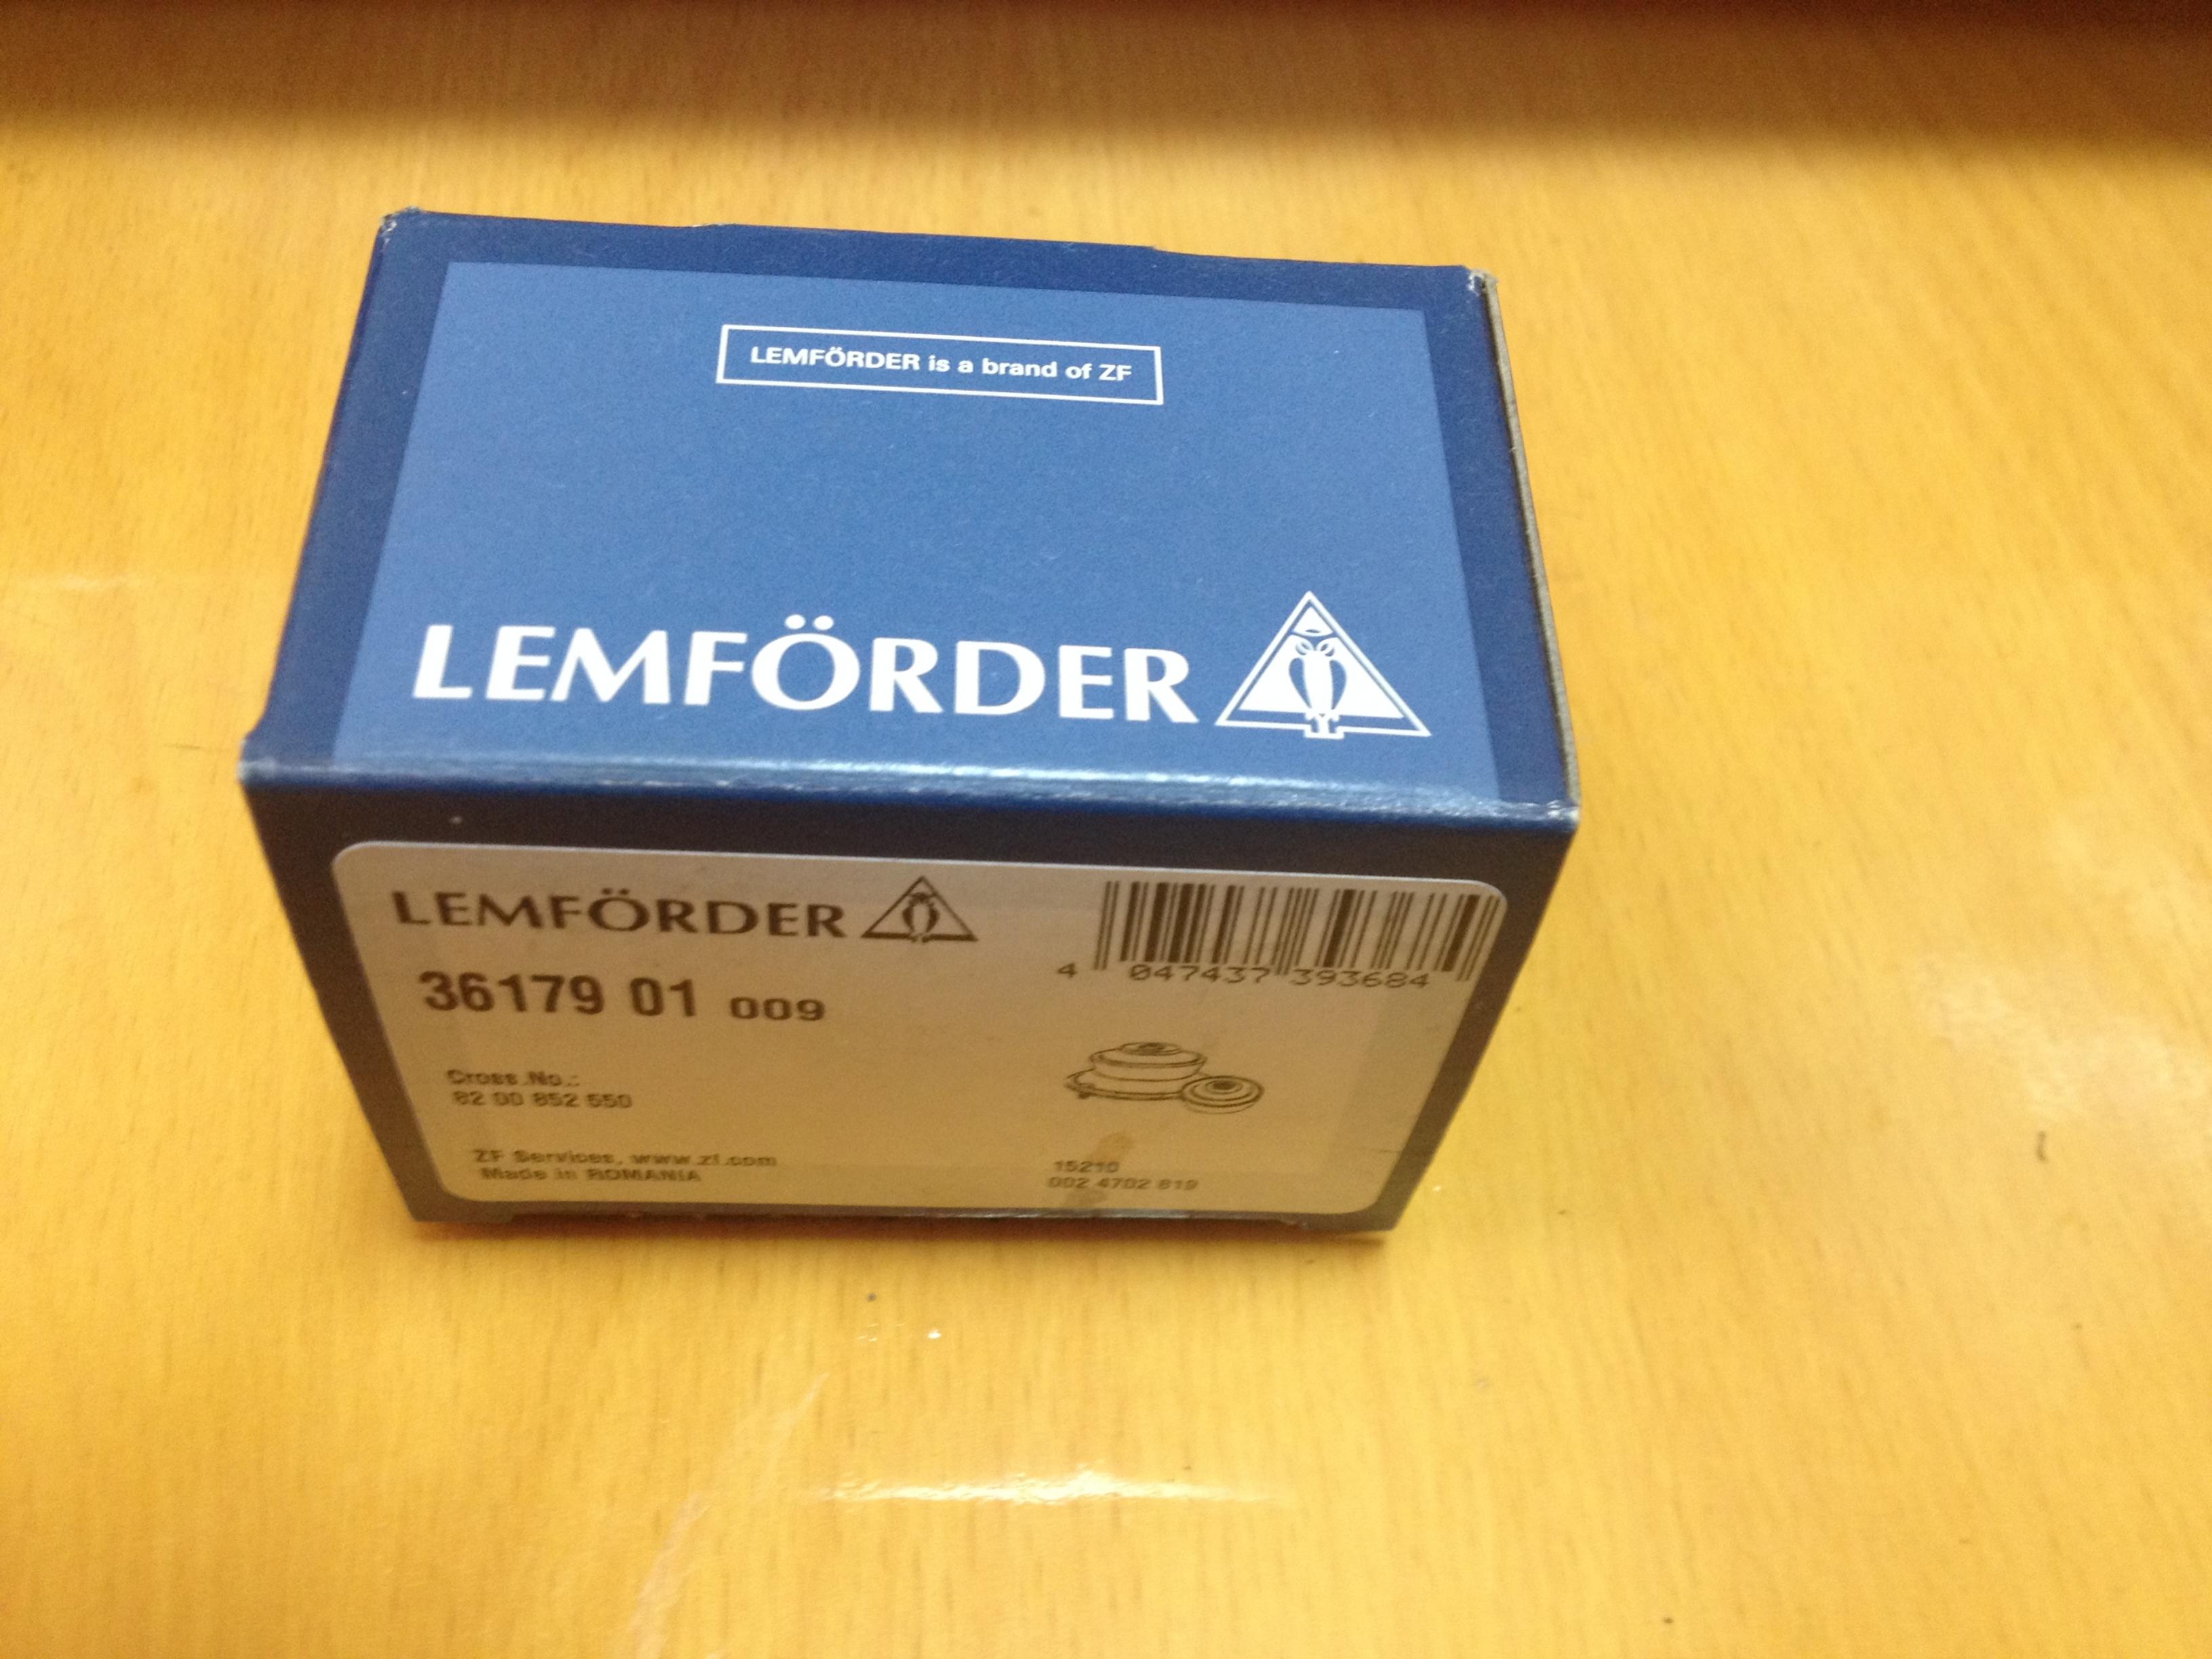 LEMFÖRDER is a brand of ZF
LEMFÖRDER
LEMFÖRDER
4 047437 393684
36179 01 009
Cross.No.:
82 00 852 550
ZF Services, www.zf.com
Made in ROMANIA
15210
002 4702 819